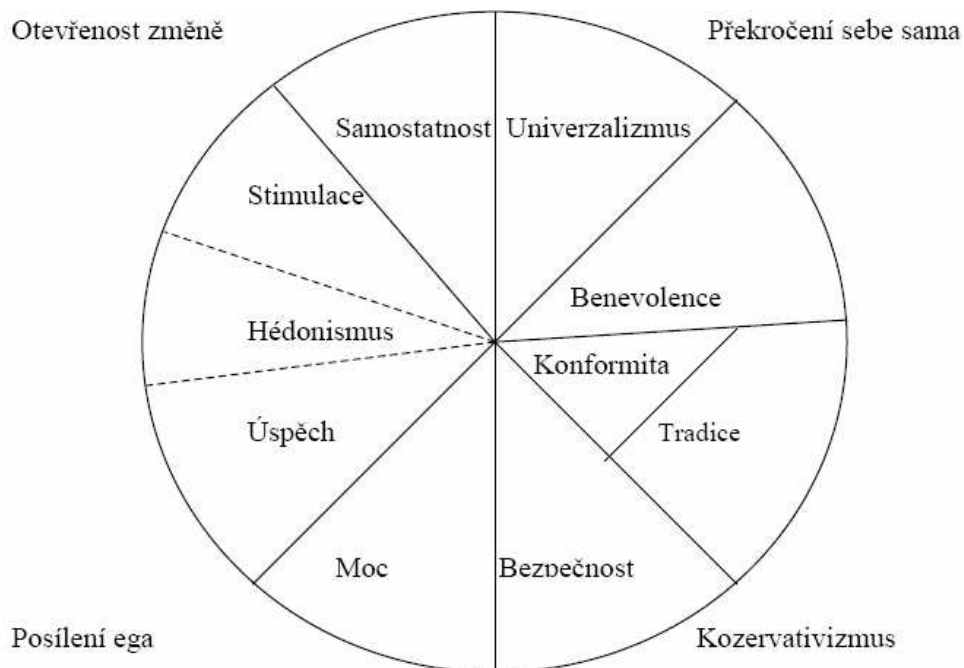 Otevřenost změně
Překročení sebe sama
Samostatnost
Univerzalizmus
Stimulace
Benevolence
Hédonismus
Konformita
Úspěch
Tradice
Moc
Bezpečnost
Posílení ega
Kozervativizmus